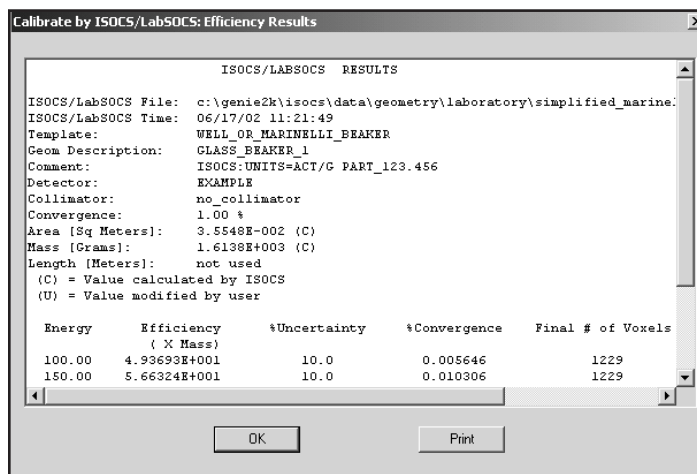 Calibrate by ISOCS/LabSOCS: Efficiency Results
ISOCS/LABSOCS RESULTS
ISOCS/LabSOCS File: c:\genie2k\isocs\data\geometry\laboratory\simplified_marine
ISOCS/LabSOCS Time: 06/17/02 11:21:49
Template: WELL_OR_MARINELLI_BEAKER
Geom Description: GLASS_BEAKER_1
Comment: ISOCS:UNITS=ACT/G PART_123.456
Detector: EXAMPLE
Collimator: no_collimator
Convergence: 1.00 %
Area [Sq Meters]: 3.5548E-002 (C)
Mass [Grams]: 1.6138E+003 (C)
Length [Meters]: not used
(C) = Value calculated by ISOCS
(U) = Value modified by user
Energy Efficiency %Uncertainty %Convergence Final # of Voxels
( X Mass)
100.00 4.93693E+001 10.0 0.005646 1229
150.00 5.66324E+001 10.0 0.010306 1229
OK Print